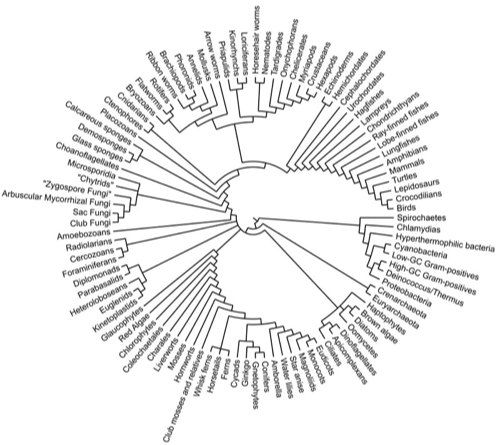 Horesehair worms
Nematodes
Tardigrades
Onychophorans
Chelicerates
Myriapods
Crustaceans
Hexapods
Echinoderms
Hemichordates
Cephalochordates
Urochordates
Hagfishes
Lampreys
Chondrichthyans
Ray-finned fishes
Lobe-finned fishes
Lungfishes
Amphibians
Mammals
Turtles
Lepidosaurs
Crocodilians
Birds
Spirochaetes
Chlamydias
Hyperthermophilic bacteria
Cyanobacteria
Low-GC Gram-positives
High-GC Gram-positives
Deinococcus/Thermus
Proteobacteria
Crenarchaeota
Euryarchaeota
Haptophytes
Brown algae
Diatoms
Oomycetes
Dinoflagellates
Apicomplexans
Ciliates
Eudicots
Monocots
Magnoliids
Star anise
Water lilies
Amborella
Conifers
Gnetophytes
Ginkgo
Cycads
Ferns
Horsetails
Whisk ferns
Club mosses and relatives
Hornworts
Mosses
Liverworts
Charales
Coleochaetales
Chlorophytes
Red Algae
Glaucophytes
Kinetoplastids
Euglenids
Heteroloboseans
Parabasalids
Diplomonads
Foraminiferans
Cercozoans
Radiolarians
Amoebozoans
Club Fungi
Sac Fungi
Arbuscular Mycorrhizal Fungi
"Zygospore Fungi"
"Chytrids"
Microsporidia
Choanoflagellates
Glass sponges
Demosponges
Calcareous sponges
Placozoans
Ctenophores
Cnidarians
Bryozoans
Flatworms
Rotifers
Ribbon worms
Brachiopods
Phoronids
Annelids
Mollusks
Arrow worms
Priapulids
Kinorhynchs
Loriciferans